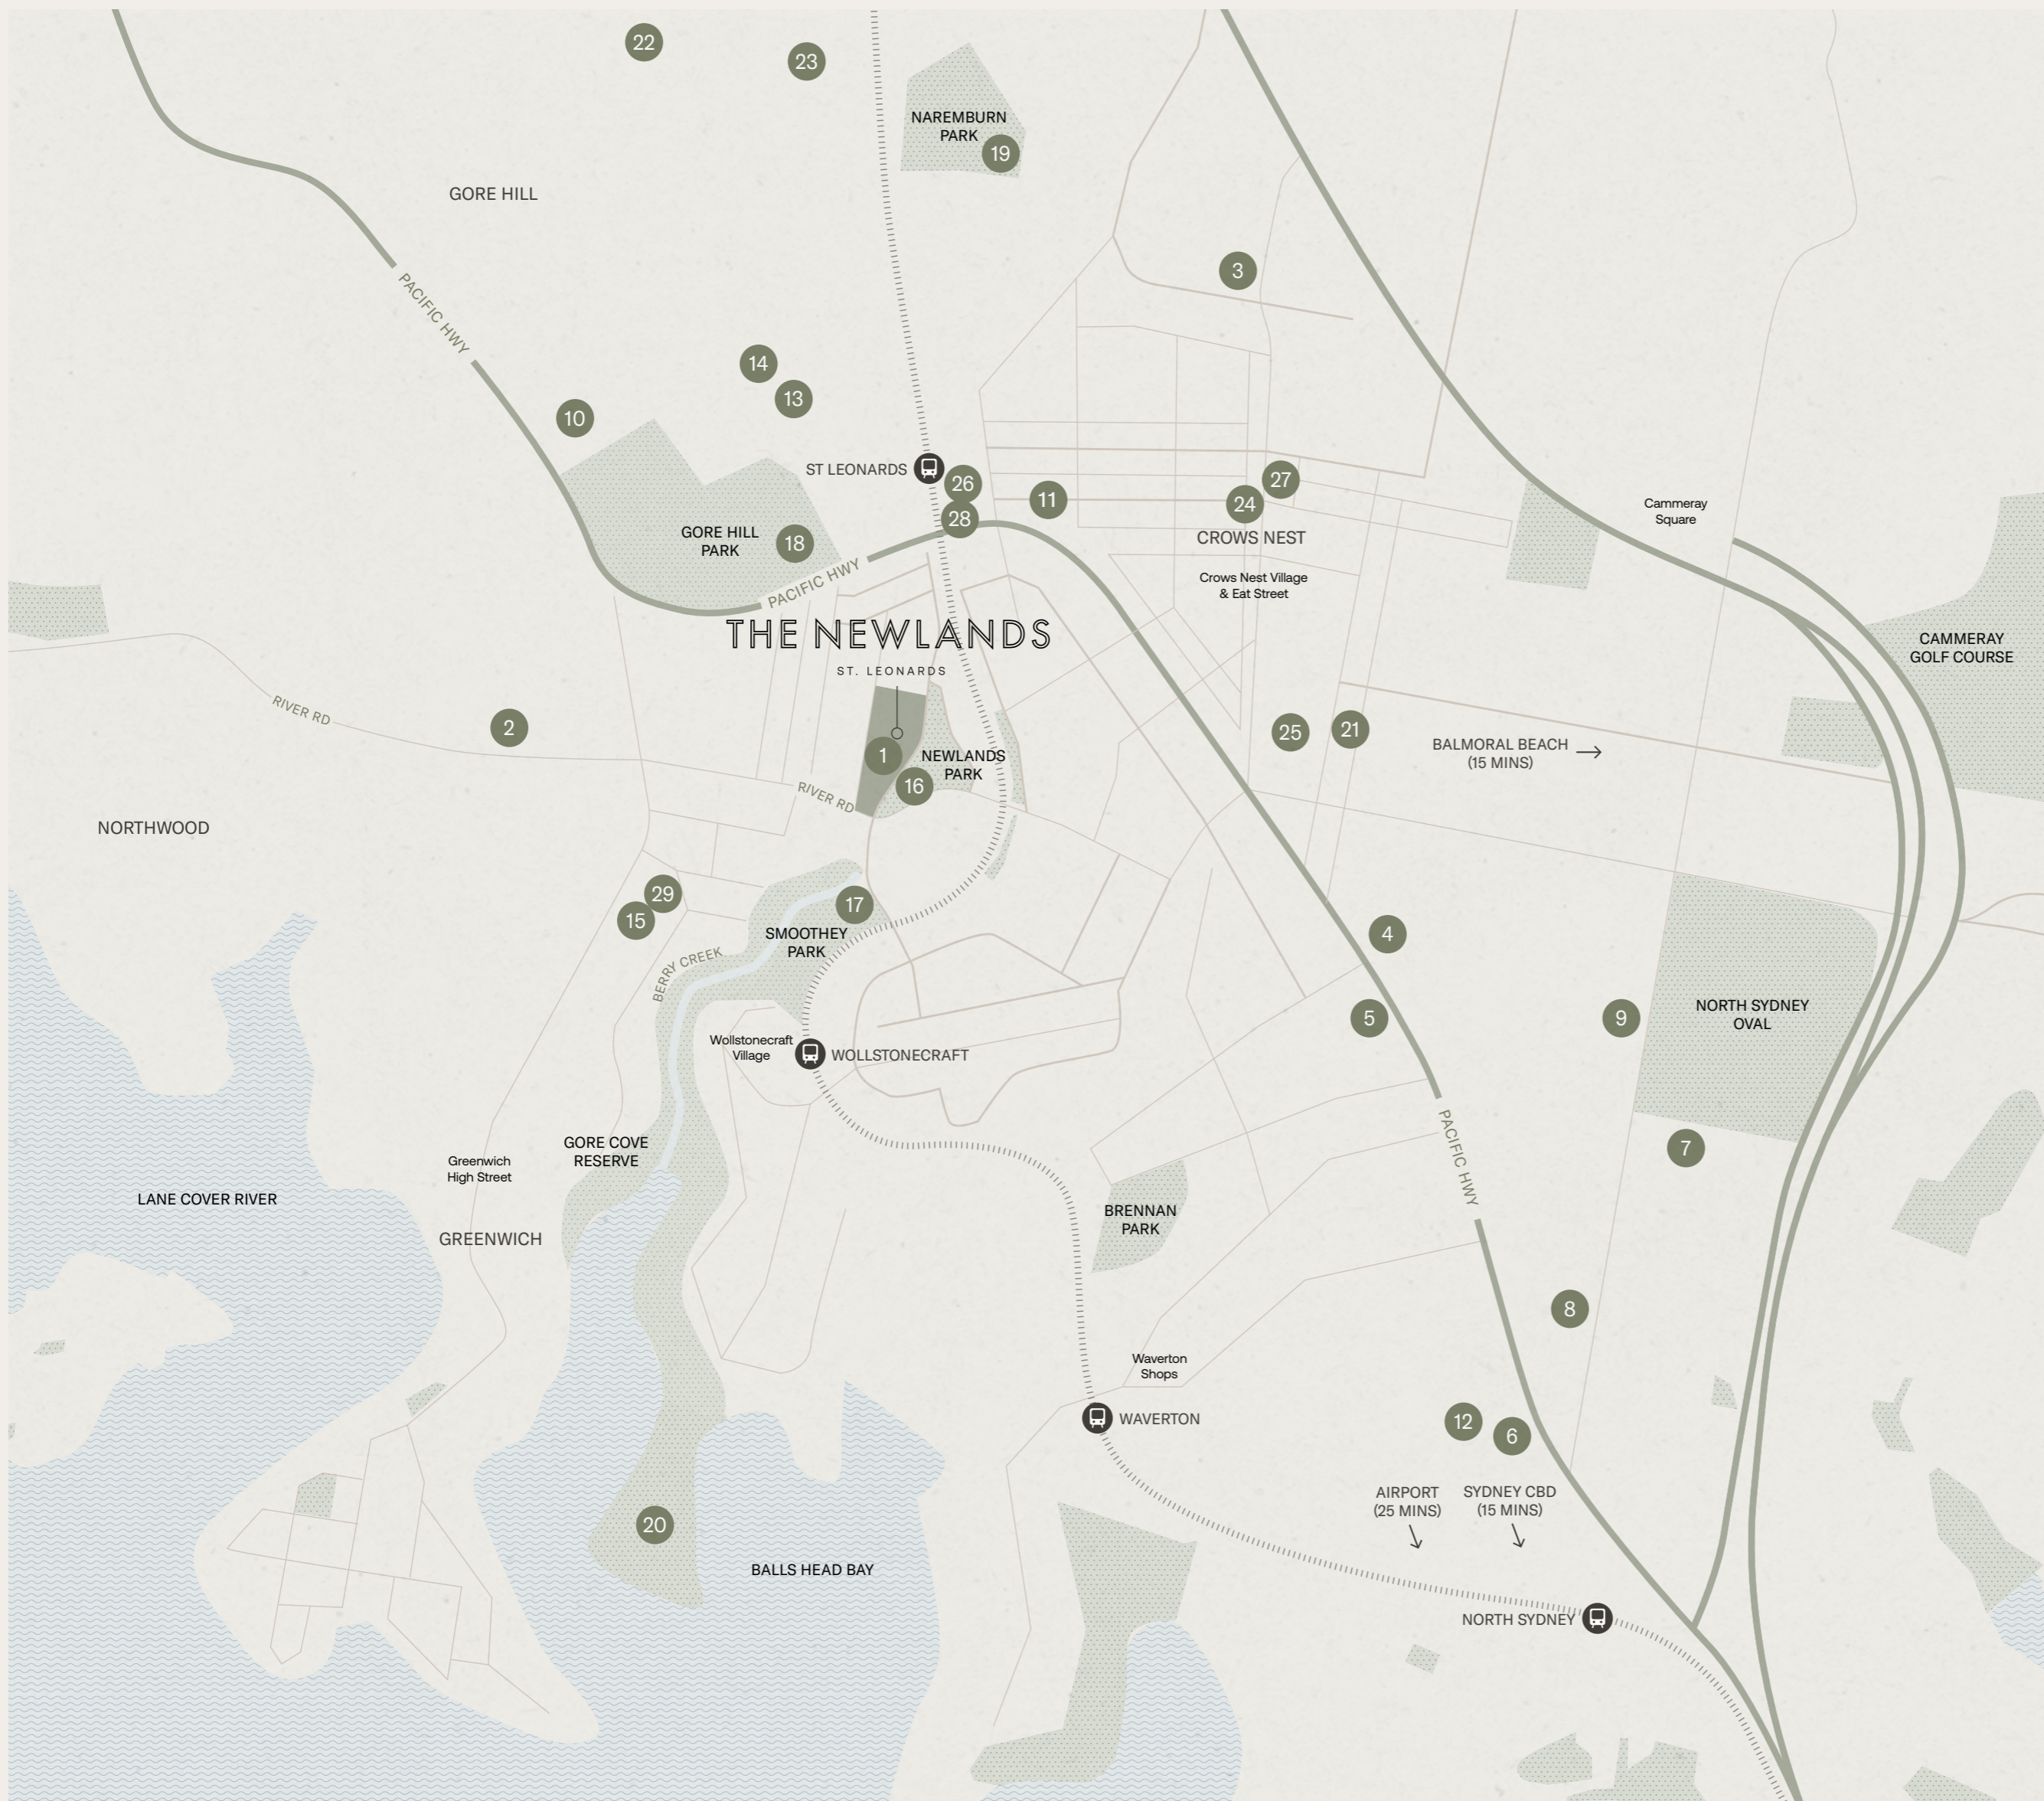 22
23
NAREMBURN
PARK
19
GORE HILL
3
PACIFIC HWY
14
13
10
ST LEONARDS
26
27
11
24
28
Cammeray
Square
GORE HILL
PARK
18
CROWS NEST
PACIFIC HWY
Crows Nest Village
& Eat Street
THE NEWLANDS
ST. LEONARDS
CAMMERAY
GOLF COURSE
RIVER RD
2
25
21
BALMORAL BEACH
(15 MINS)
1
NEWLANDS
PARK
16
RIVER RD
NORTHWOOD
29
15
17
SMOOTHEY
PARK
4
BERRY CREEK
5
9
NORTH SYDNEY
OVAL
Wollstonecraft
Village
WOLLSTONECRAFT
PACIFIC HWY
7
GORE COVE
RESERVE
Greenwich
High Street
LANE COVER RIVER
BRENNAN
PARK
GREENWICH
8
Waverton
Shops
WAVERTON
12
6
AIRPORT
(25 MINS)
SYDNEY CBD
(15 MINS)
20
BALLS HEAD BAY
NORTH SYDNEY